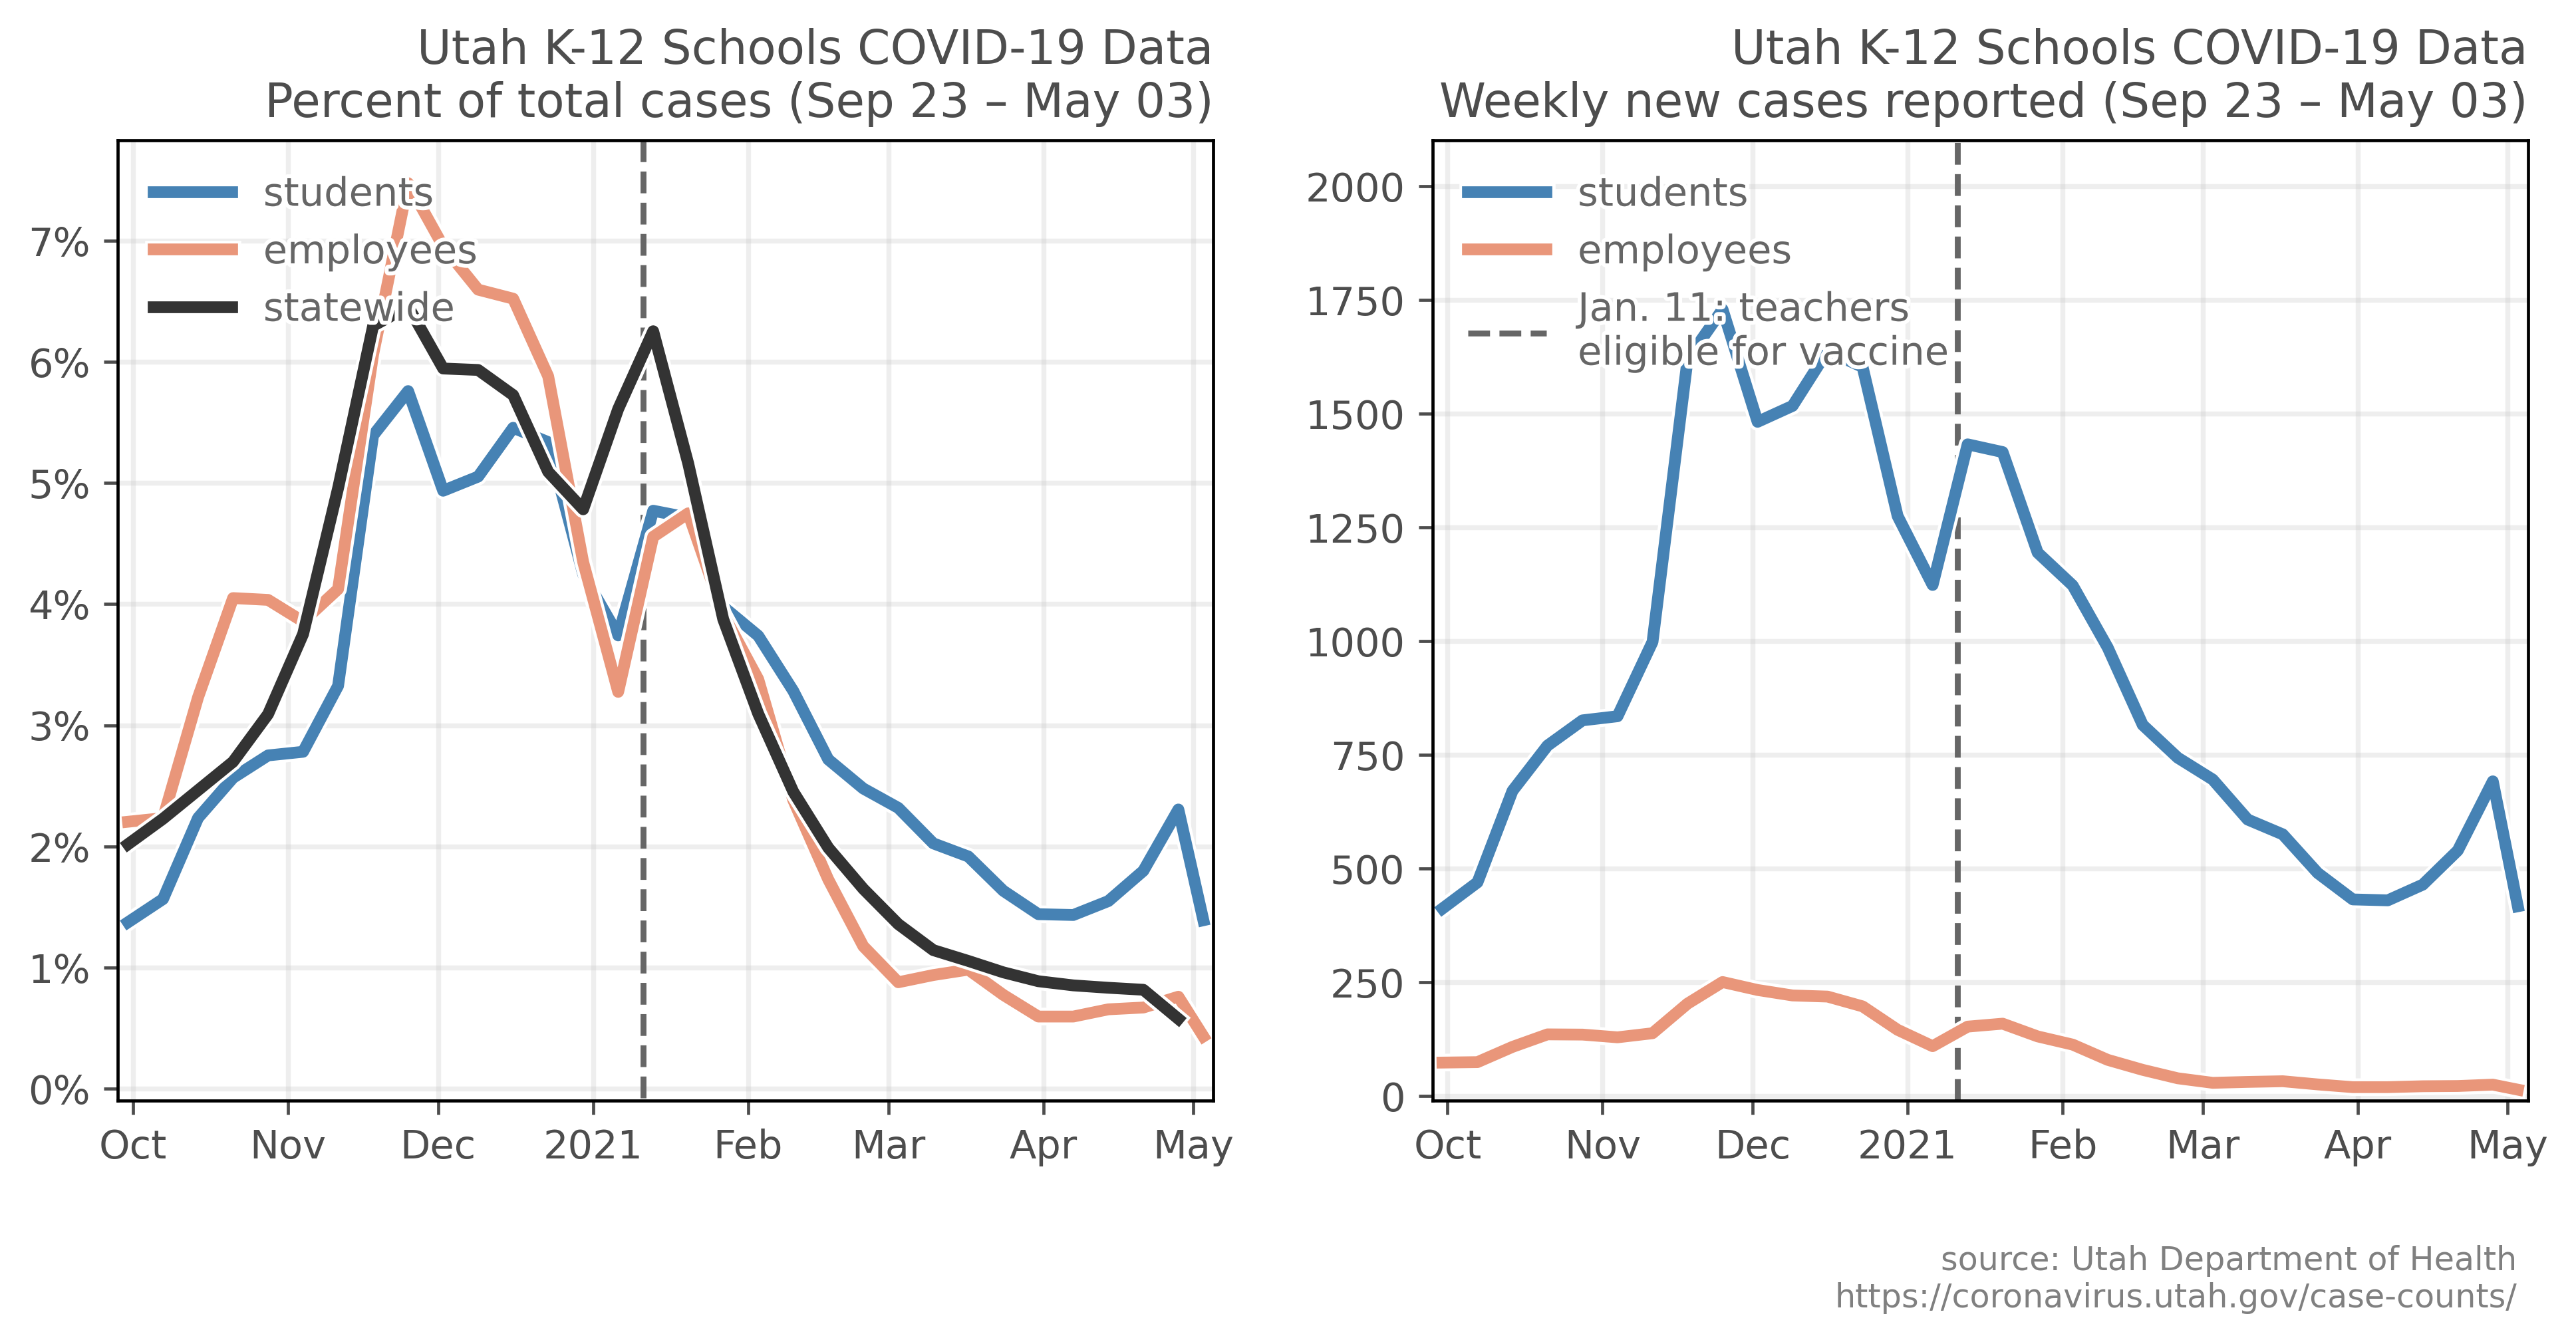 Utah K-12 Schools COVID-19 Data
Percent of total cases (Sep 23 – May 03)
students
employees
statewide
7%
6%
5%
4%
3%
2%
1%
0%
Oct
Nov
Dec
2021
Feb
Mar
Apr
May
Utah K-12 Schools COVID-19 Data
Weekly new cases reported (Sep 23 – May 03)
students
employees
Jan. 11: teachers
eligible for vaccine
2000
1750
1500
1250
1000
750
500
250
0
Oct
Nov
Dec
2021
Feb
Mar
Apr
May
source: Utah Department of Health
https://coronavirus.utah.gov/case-counts/